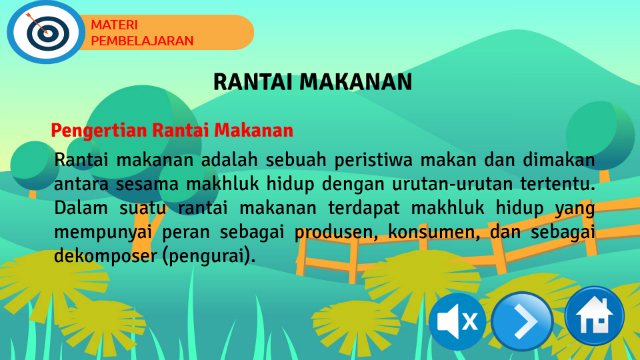 MATERI
PEMBELAJARAN
RANTAI MAKANAN
Pengertian Rantai Makanan
Rantai makanan adalah sebuah peristiwa makan dan dimakan
antara sesama makhluk hidup dengan urutan-urutan tertentu.
Dalam suatu rantai makanan terdapat makhluk hidup yang
mempunyai peran sebagai produsen, konsumen, dan sebagai
dekomposer (pengurai).